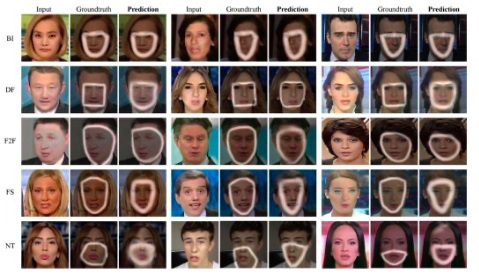 Input Groundtruth Prediction Input Groundtruth Prediction Input Groundtruth Prediction
BI
DF
F2F
FS
NT